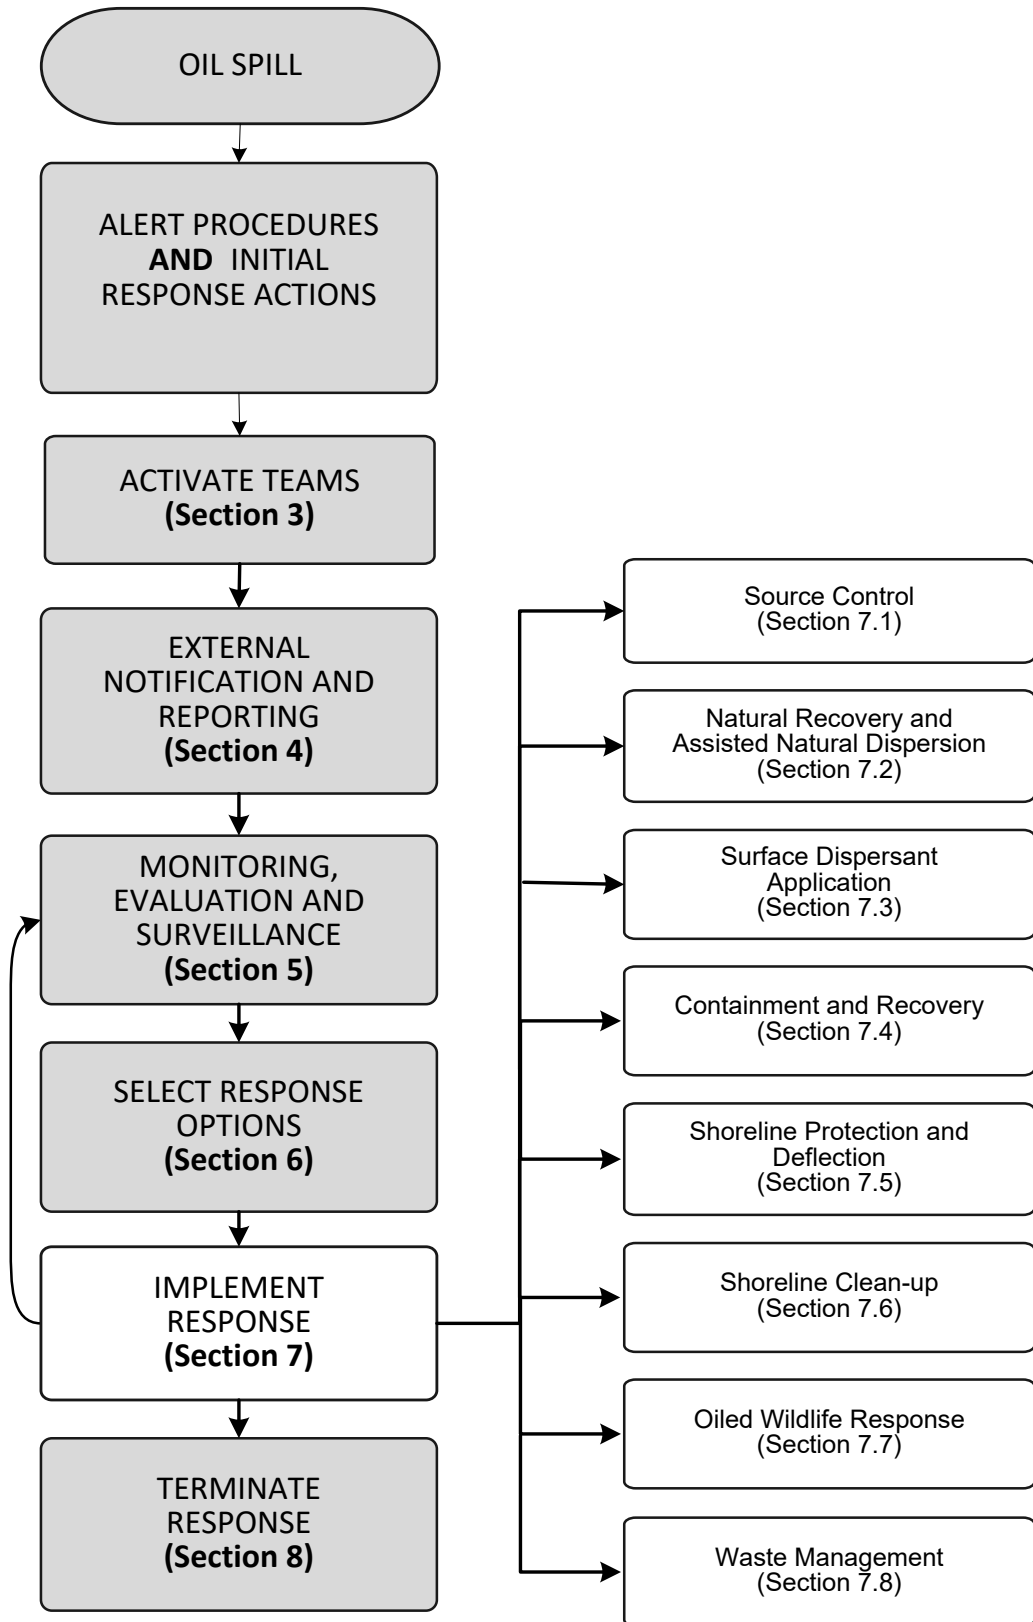 OIL SPILL
ALERT PROCEDURES
AND INITIAL
RESPONSE ACTIONS
ACTIVATE TEAMS
(Section 3)
EXTERNAL
NOTIFICATION AND
REPORTING
(Section 4)
MONITORING,
EVALUATION AND
SURVEILLANCE
(Section 5)
SELECT RESPONSE
OPTIONS
(Section 6)
IMPLEMENT
RESPONSE
(Section 7)
TERMINATE
RESPONSE
(Section 8)
Source Control
(Section 7.1)
Natural Recovery and
Assisted Natural Dispersion
(Section 7.2)
Surface Dispersant
Application
(Section 7.3)
Containment and Recovery
(Section 7.4)
Shoreline Protection and
Deflection
(Section 7.5)
Shoreline Clean-up
(Section 7.6)
Oiled Wildlife Response
(Section 7.7)
Waste Management
(Section 7.8)